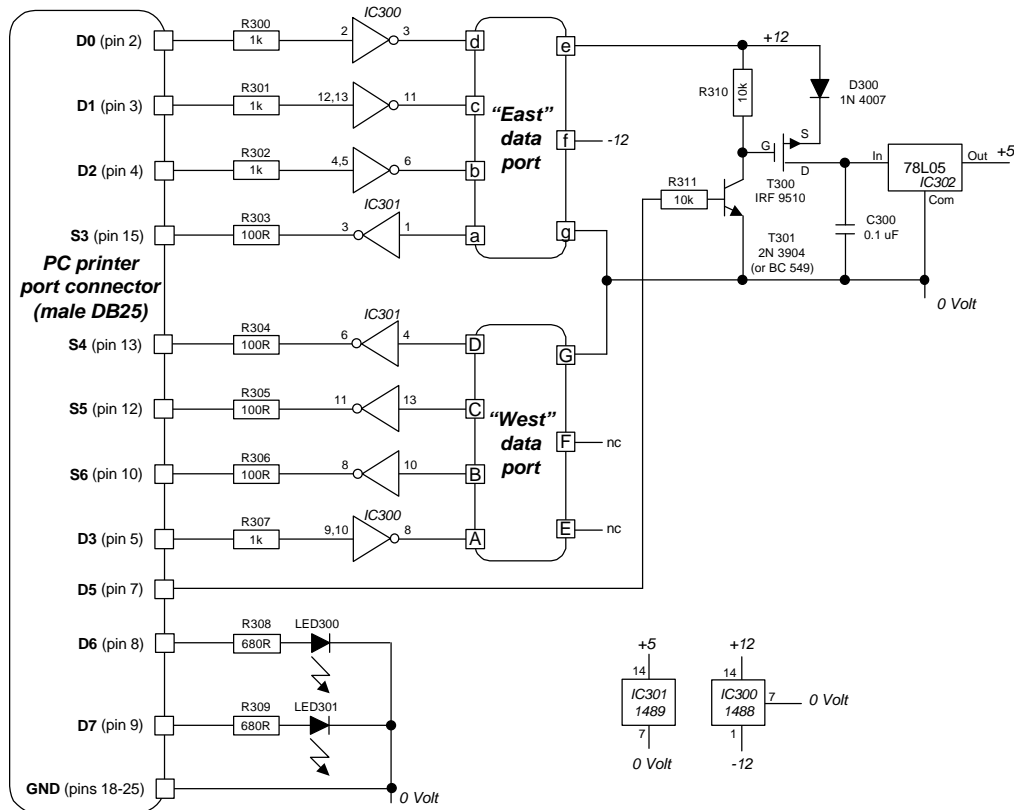 IC300
D0 (pin 2)
R300
1k
2
3
d
e
+12
D1 (pin 3)
R301
1k
12,13
11
c
R310
10k
D300
1N 4007
"East"
data
port
D2 (pin 4)
R302
1k
4,5
6
b
f
-12
G
S
D
T300
IRF 9510
In
78L05
IC302
Out
+5
Com
IC301
S3 (pin 15)
R303
100R
3
1
a
g
R311
10k
T301
2N 3904
(or BC 549)
C300
0.1 uF
0 Volt
PC printer
port connector
(male DB25)
IC301
S4 (pin 13)
R304
100R
6
4
D
G
S5 (pin 12)
R305
100R
11
13
C
"West"
data
port
F
nc
S6 (pin 10)
R306
100R
8
10
B
IC300
D3 (pin 5)
R307
1k
9,10
8
A
E
nc
D5 (pin 7)
D6 (pin 8)
R308
680R
LED300
D7 (pin 9)
R309
680R
LED301
GND (pins 18-25)
0 Volt
+5
14
IC301
1489
7
0 Volt
+12
14
IC300
1488
7
0 Volt
1
-12